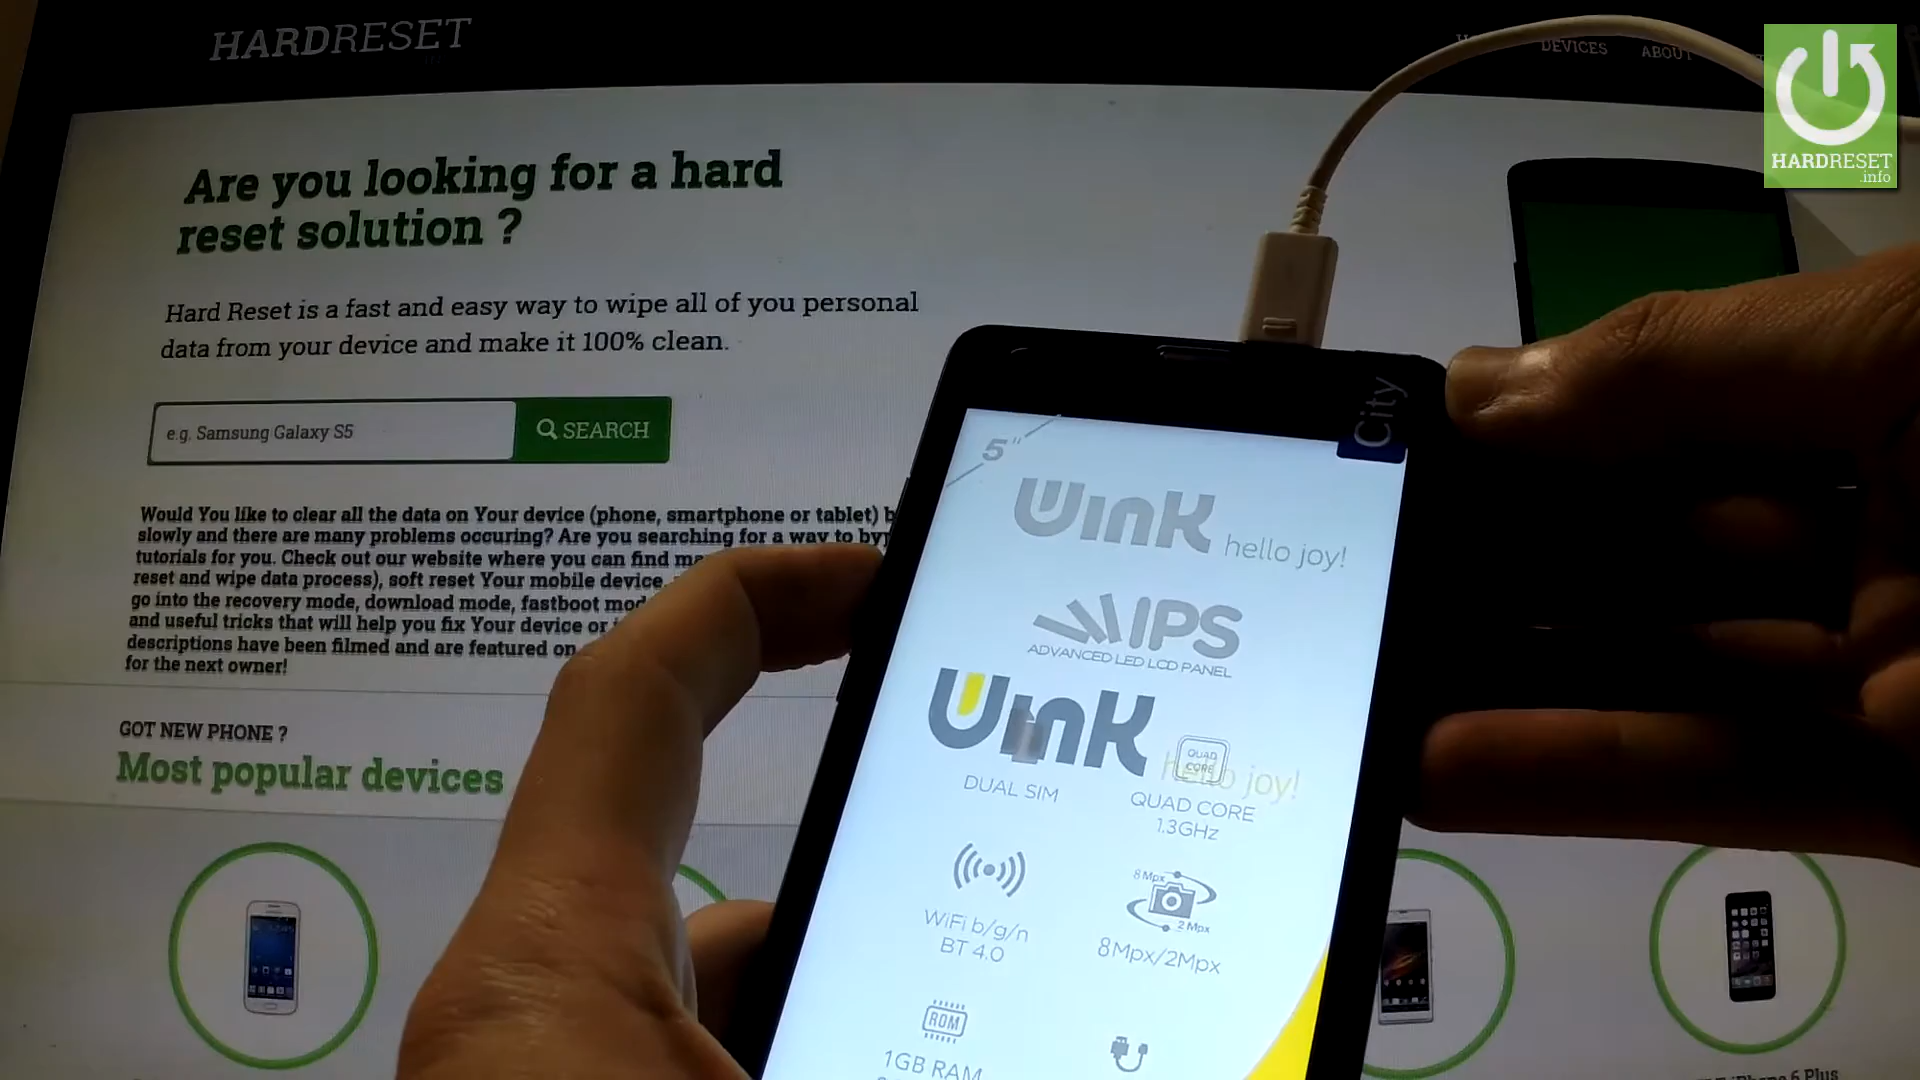 HARDRESET
DEVICES
ABOUT
HARDRESET
.info
Are you looking for a hard
reset solution ?
Hard Reset is a fast and easy way to wipe all of you personal
data from your device and make it 100% clean.
e.g. Samsung Galaxy S5
SEARCH
Would You like to clear all the data on Your device (phone, smartphone or tablet)
slowly and there are many problems occuring? Are you searching for a way to
tutorials for you. Check out our website where you can find
reset and wipe data process), soft reset Your mobile device,
go into the recovery mode, download mode, fastboot
and useful tricks that will help you fix Your device or
descriptions have been filmed and are featured on
for the next owner!
GOT NEW PHONE ?
Most popular devices
City
5"
WinK hello joy!
IPS
ADVANCED LED LCD PANEL
WinK
hello joy!
DUAL SIM
QUAD
CORE
QUAD CORE
1.3GHz
WiFi b/g/n
BT 4.0
8 Mpx
2 Mpx
8Mpx/2Mpx
ROM
1GB RAM
iPhone 6 Plus